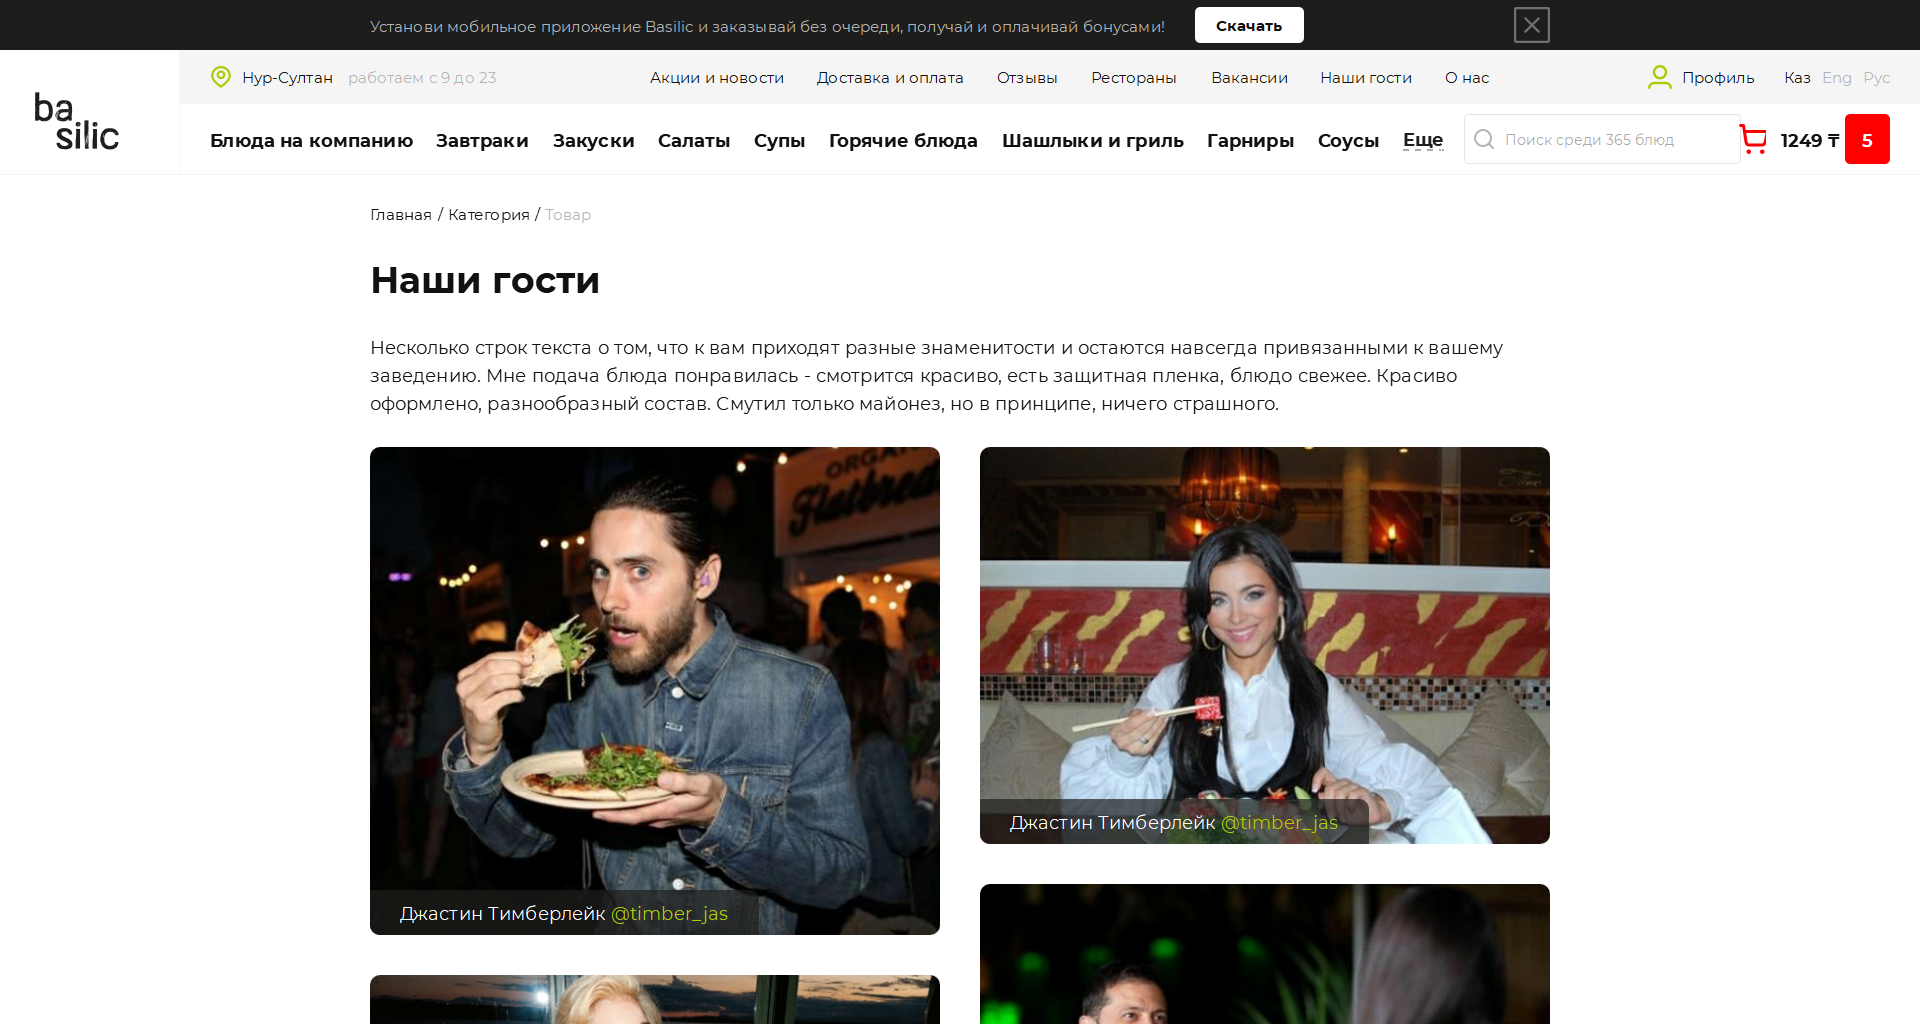 Установи мобильное приложение Basilic и заказывай без очереди, получай и оплачивай бонусами!
Скачать
ba
silic
Нур-Султан
работаем с 9 до 23
Акции и новости
Доставка и оплата
Отзывы
Рестораны
Вакансии
Наши гости
О нас
Профиль
Каз Eng Рус
Блюда на компанию
Завтраки
Закуски
Салаты
Супы
Горячие блюда
Шашлыки и гриль
Гарниры
Соусы
Еще
Поиск среди 365 блюд
1249 ₸
5
Главная / Категория / Товар
Наши гости
Несколько строк текста о том, что к вам приходят разные знаменитости и остаются навсегда привязанными к вашему
заведению. Мне подача блюда понравилась - смотрится красиво, есть защитная пленка, блюдо свежее. Красиво
оформлено, разнообразный состав. Смутил только майонез, но в принципе, ничего страшного.
Джастин Тимберлейк @timber_jas
Джастин Тимберлейк @timber_jas